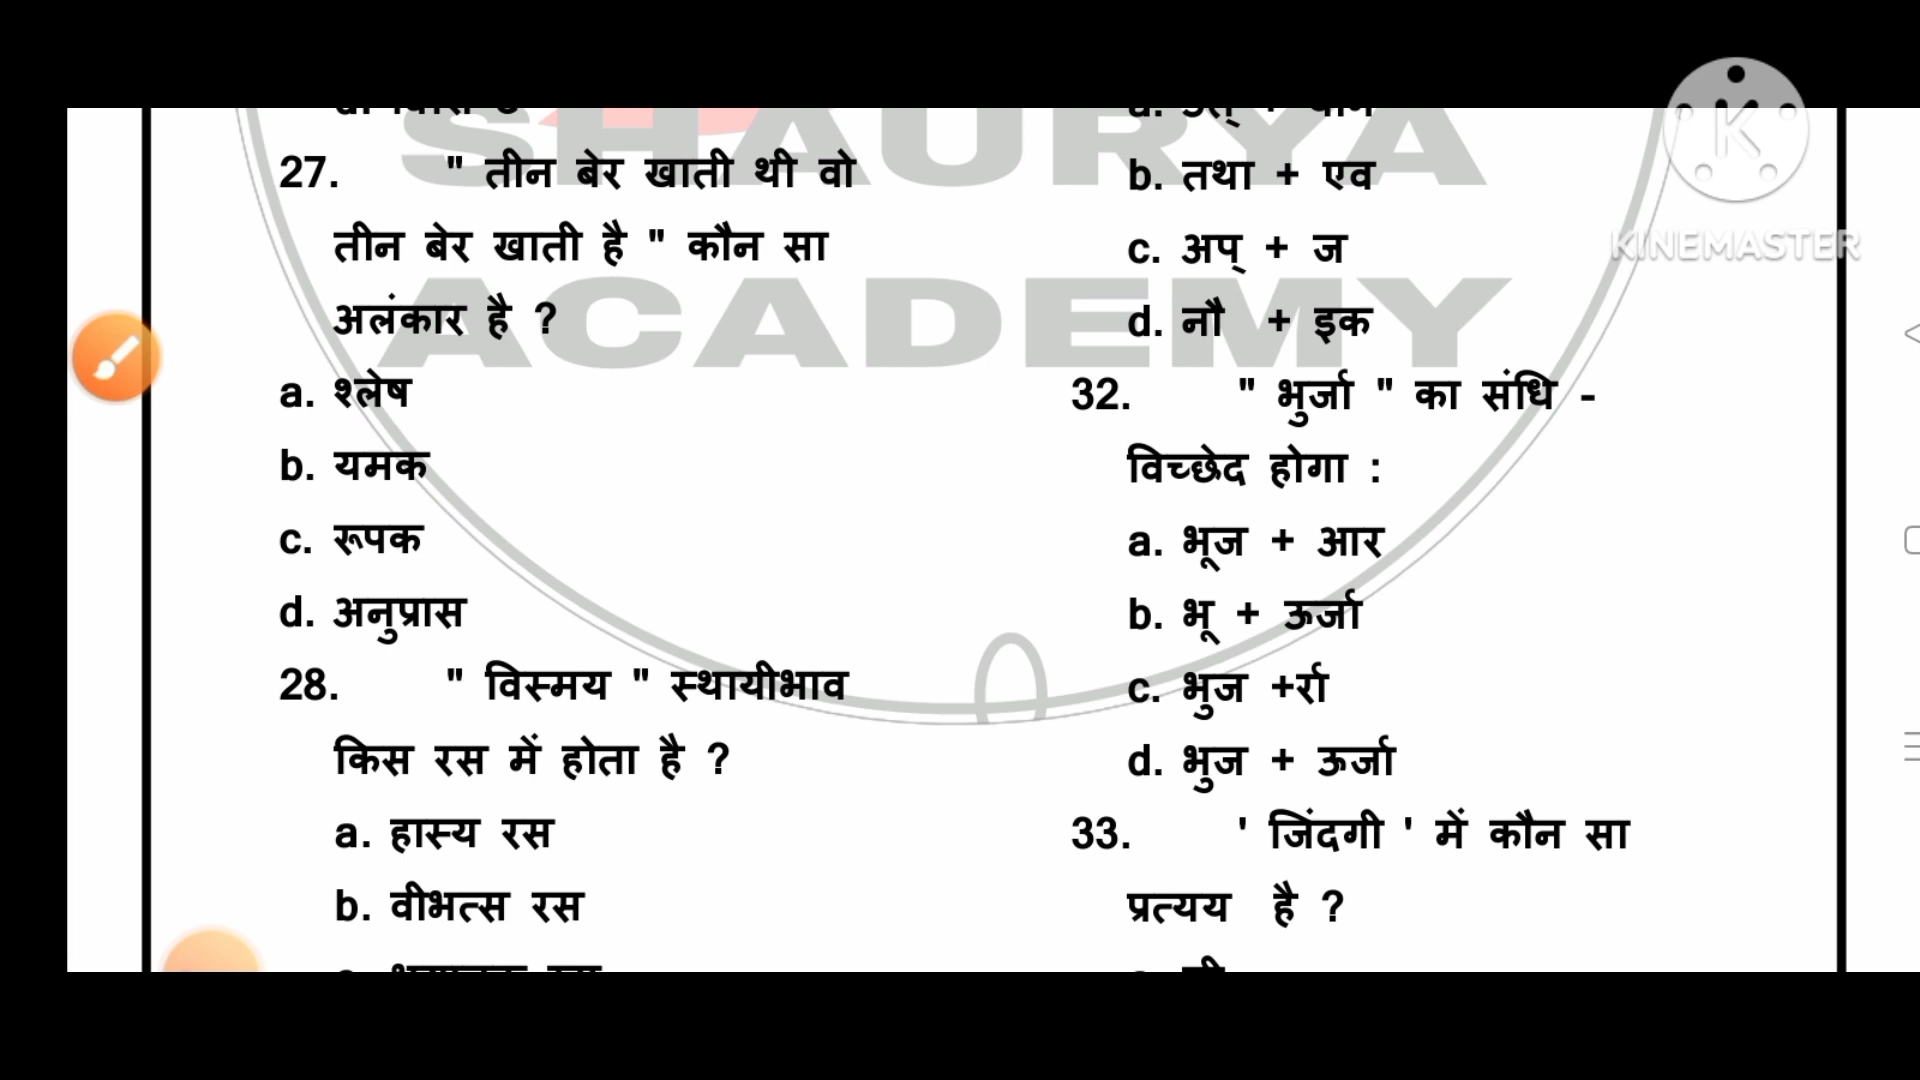 SHAURYA
ACADEMY
27. " तीन बेर खाती थी वो
तीन बेर खाती है " कौन सा
अलंकार है ?
a. श्लेष
b. यमक
c. रूपक
d. अनुप्रास
28. " विस्मय " स्थायीभाव
किस रस में होता है ?
a. हास्य रस
b. वीभत्स रस
b. तथा + एव
c. अप् + ज
d. नौ + इक
32. " भुर्जा " का संधि -
विच्छेद होगा :
a. भूज + आर
b. भू + ऊर्जा
c. भुज +र्रा
d. भुज + ऊर्जा
33. ' जिंदगी ' में कौन सा
प्रत्यय है ?
K
KINEMASTER